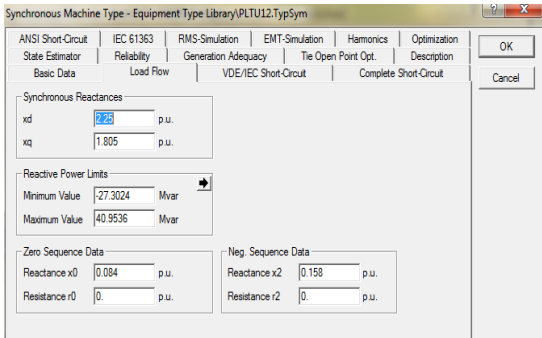 Synchronous Machine Type - Equipment Type Library\PLTU12.TypSym
ANSI Short-Circuit IEC 61363 RMS-Simulation EMT-Simulation Harmonics Optimization
State Estimator Reliability Generation Adequacy Tie Open Point Opt. Description
Basic Data Load Flow VDE/IEC Short-Circuit Complete Short-Circuit
OK
Cancel
Synchronous Reactances
xd 2.25 p.u.
xq 1.805 p.u.
Reactive Power Limits
Minimum Value -27.3024 Mvar
Maximum Value 40.9536 Mvar
Zero Sequence Data Neg. Sequence Data
Reactance x0 0.084 p.u. Reactance x2 0.158 p.u.
Resistance r0 0. p.u. Resistance r2 0. p.u.